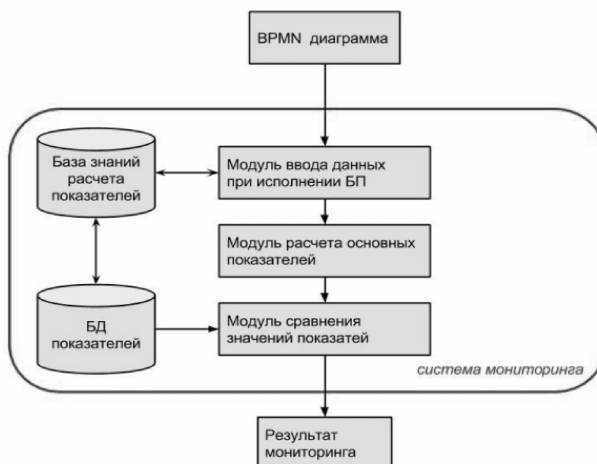 BPMN диаграмма
База знаний
расчета
показателей
Модуль ввода данных
при исполнении БП
Модуль расчета основных
показателей
БД
показателей
Модуль сравнения
значений показатей
система мониторинга
Результат
мониторинга